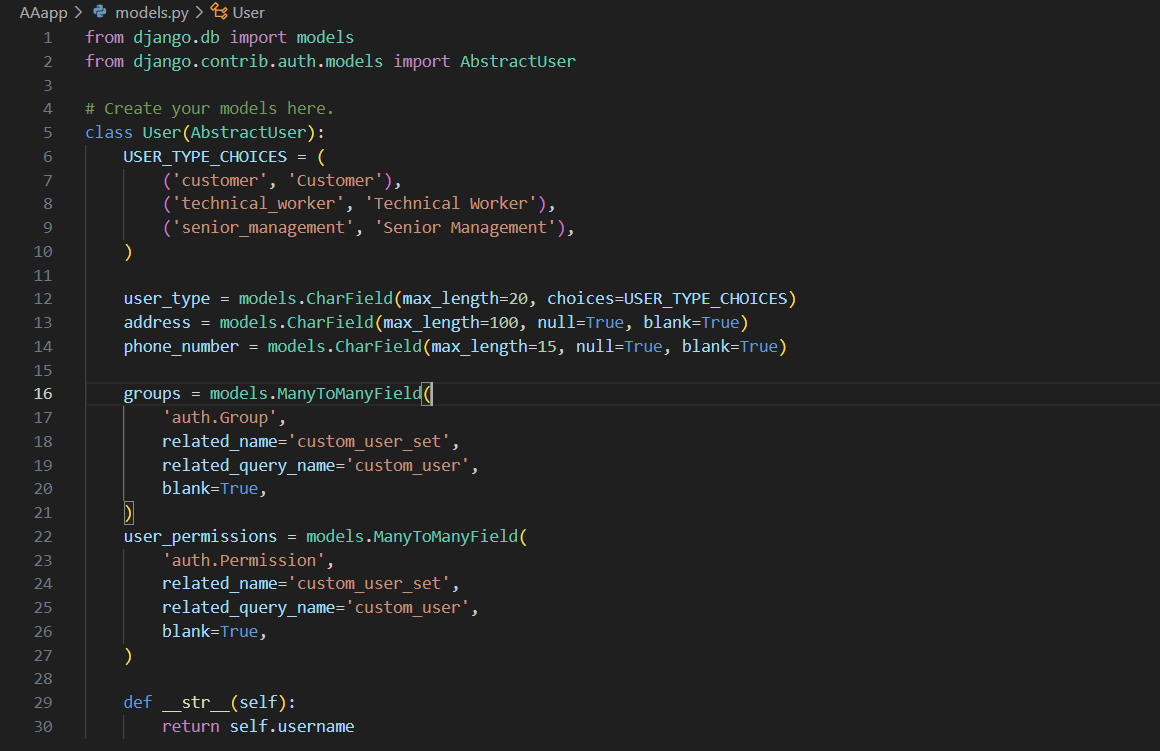 AAapp > models.py > User
1 from django.db import models
2 from django.contrib.auth.models import AbstractUser
3
4 # Create your models here.
5 class User(AbstractUser):
6     USER_TYPE_CHOICES = (
7         ('customer', 'Customer'),
8         ('technical_worker', 'Technical Worker'),
9         ('senior_management', 'Senior Management'),
10     )
11
12     user_type = models.CharField(max_length=20, choices=USER_TYPE_CHOICES)
13     address = models.CharField(max_length=100, null=True, blank=True)
14     phone_number = models.CharField(max_length=15, null=True, blank=True)
15
16     groups = models.ManyToManyField(
17         'auth.Group',
18         related_name='custom_user_set',
19         related_query_name='custom_user',
20         blank=True,
21     )
22     user_permissions = models.ManyToManyField(
23         'auth.Permission',
24         related_name='custom_user_set',
25         related_query_name='custom_user',
26         blank=True,
27     )
28
29     def __str__(self):
30         return self.username